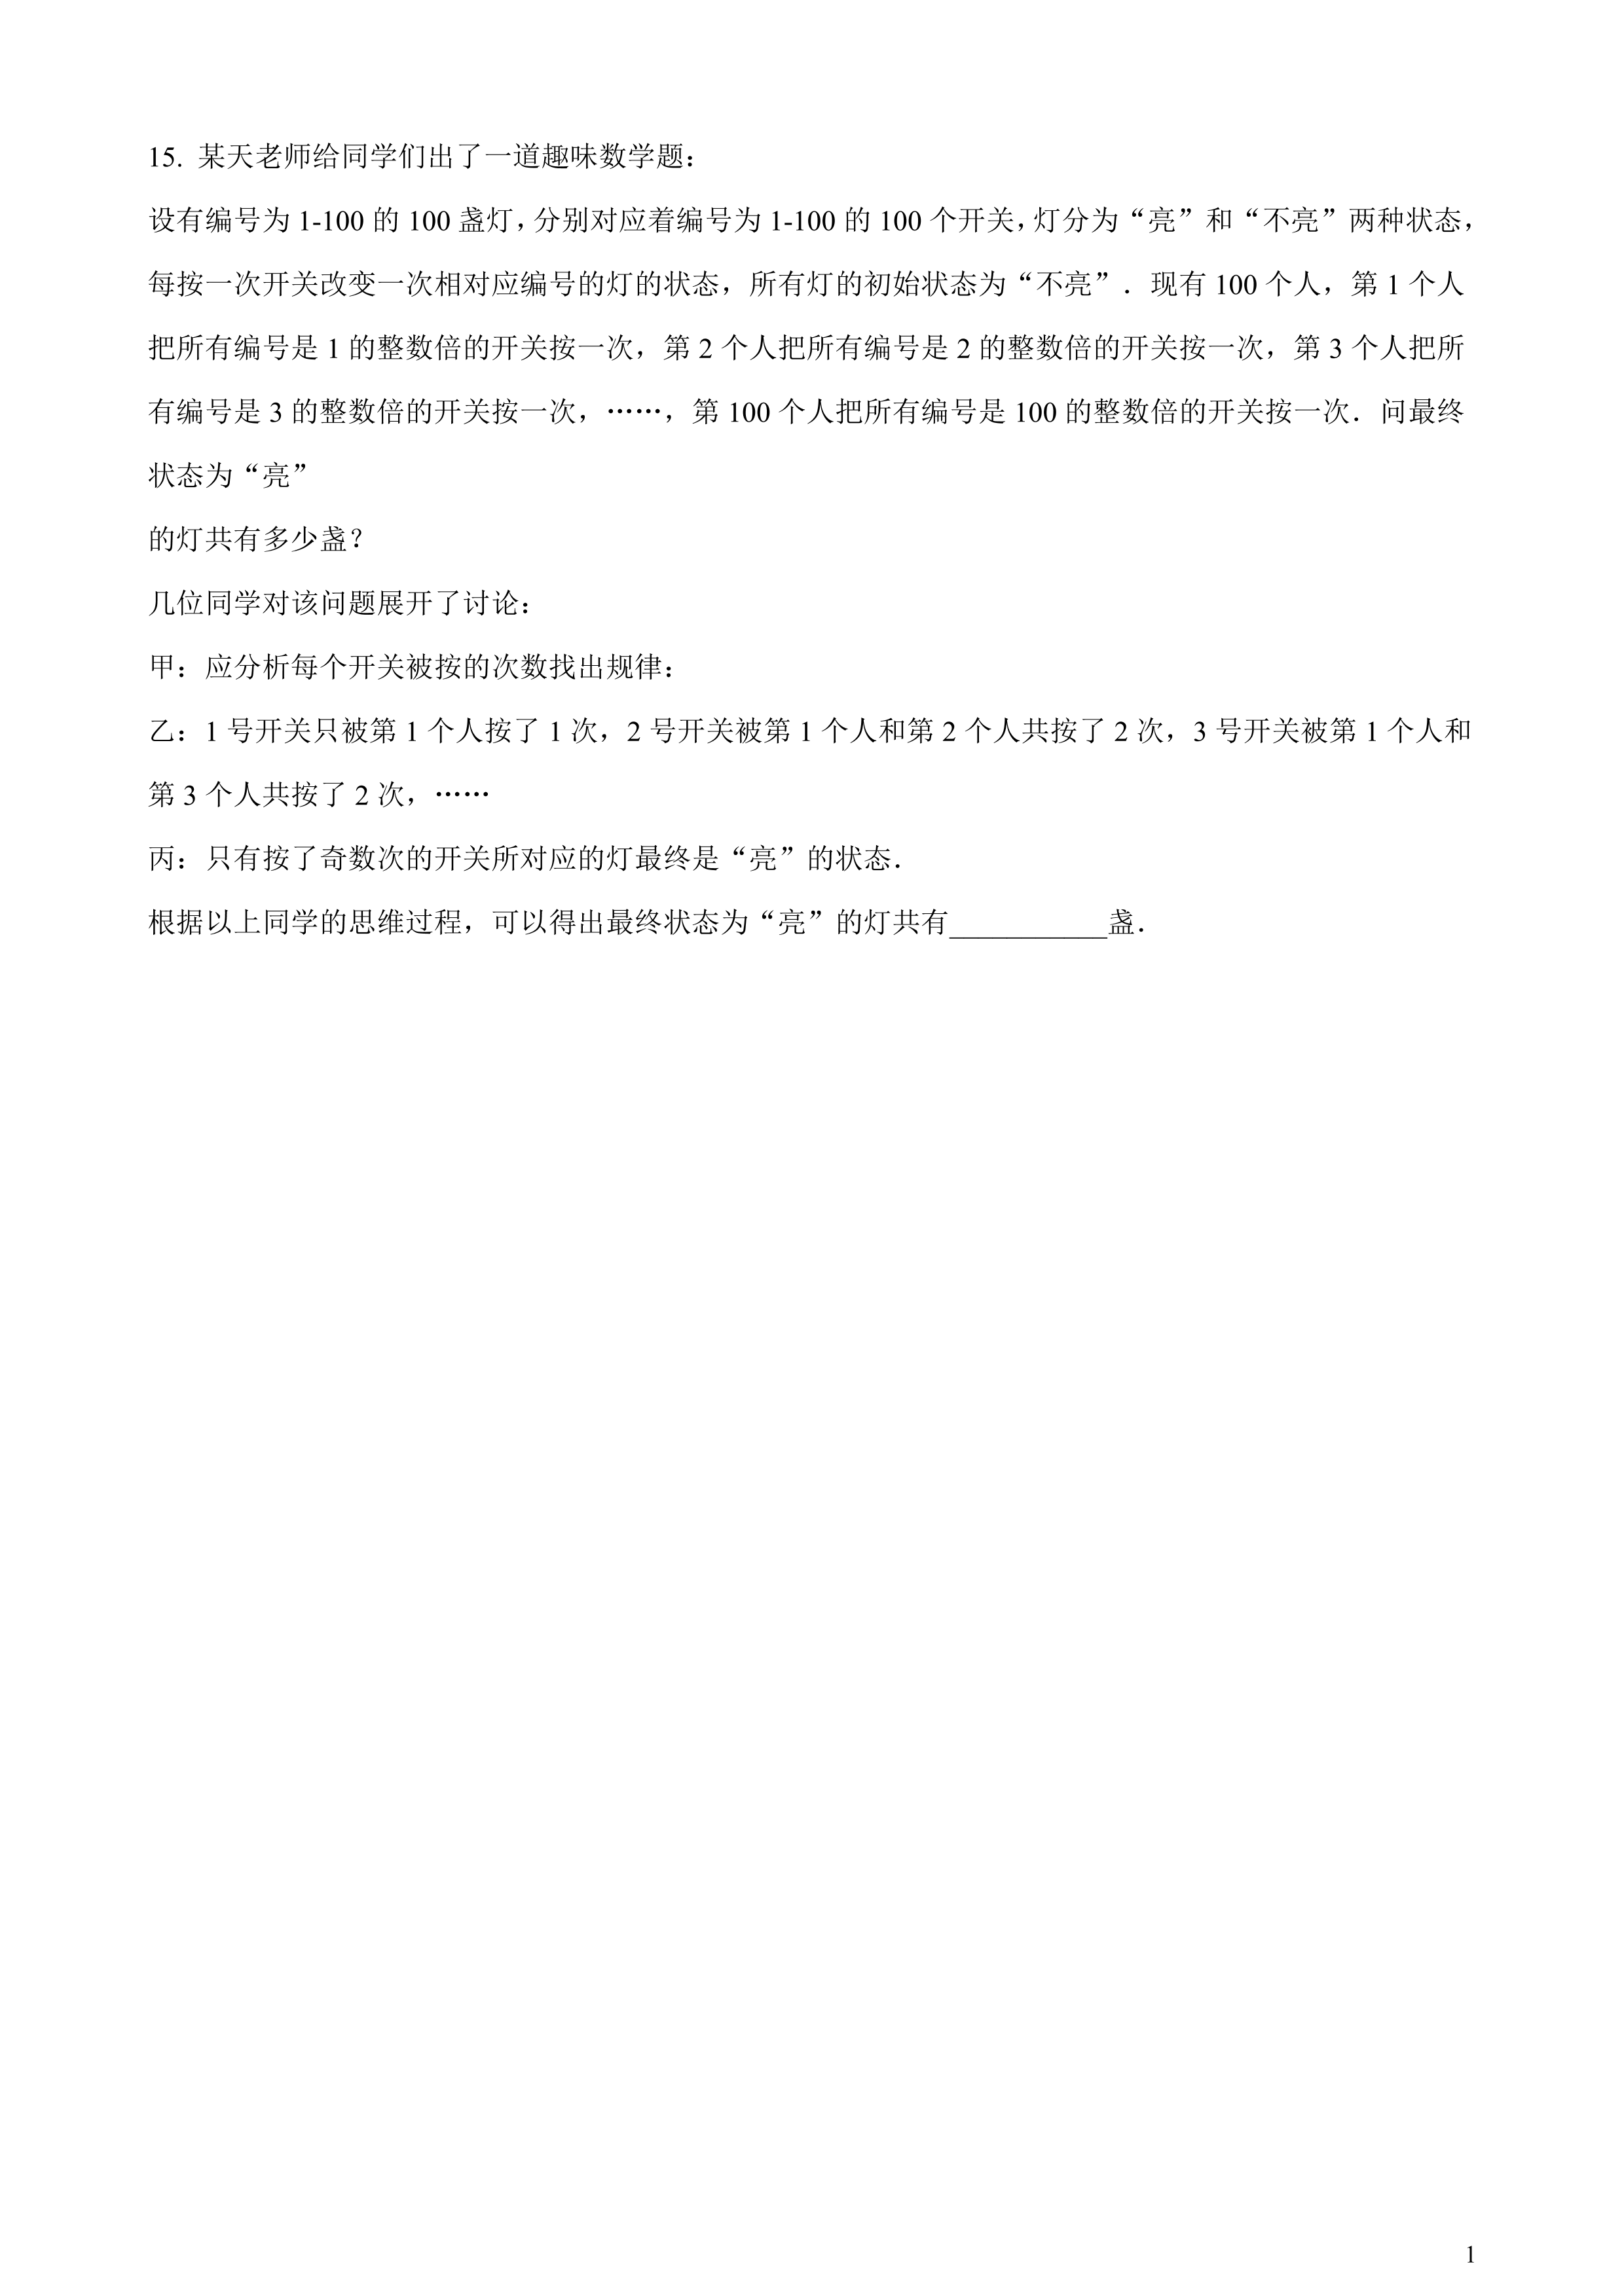 15. 某天老师给同学们出了一道趣味数学题：
设有编号为 1-100 的 100 盏灯，分别对应着编号为 1-100 的 100 个开关，灯分为“亮”和“不亮”两种状态，
每按一次开关改变一次相对应编号的灯的状态，所有灯的初始状态为“不亮”．现有 100 个人，第 1 个人
把所有编号是 1 的整数倍的开关按一次，第 2 个人把所有编号是 2 的整数倍的开关按一次，第 3 个人把所
有编号是 3 的整数倍的开关按一次，……，第 100 个人把所有编号是 100 的整数倍的开关按一次．问最终
状态为“亮”
的灯共有多少盏？
几位同学对该问题展开了讨论：
甲：应分析每个开关被按的次数找出规律：
乙：1 号开关只被第 1 个人按了 1 次，2 号开关被第 1 个人和第 2 个人共按了 2 次，3 号开关被第 1 个人和
第 3 个人共按了 2 次，……
丙：只有按了奇数次的开关所对应的灯最终是“亮”的状态．
根据以上同学的思维过程，可以得出最终状态为“亮”的灯共有___________盏．
1